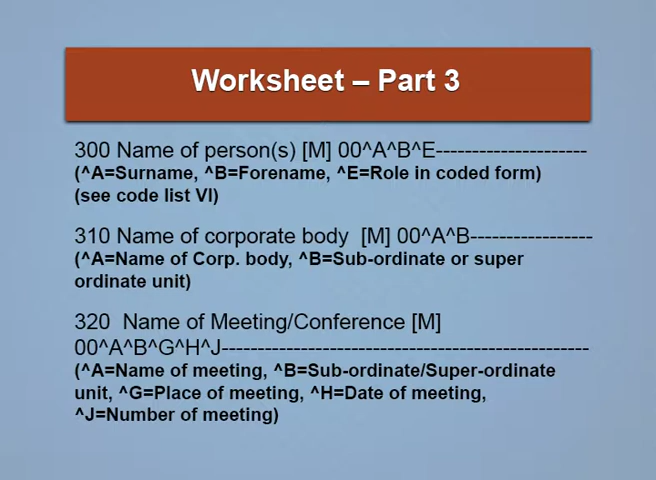 Worksheet – Part 3
300 Name of person(s) [M] 00^A^B^E---------------------
(^A=Surname, ^B=Forename, ^E=Role in coded form)
(see code list VI)
310 Name of corporate body  [M] 00^A^B-----------------
(^A=Name of Corp. body, ^B=Sub-ordinate or super
ordinate unit)
320  Name of Meeting/Conference [M]
00^A^B^G^H^J---------------------------------------------------
(^A=Name of meeting, ^B=Sub-ordinate/Super-ordinate
unit, ^G=Place of meeting, ^H=Date of meeting,
^J=Number of meeting)